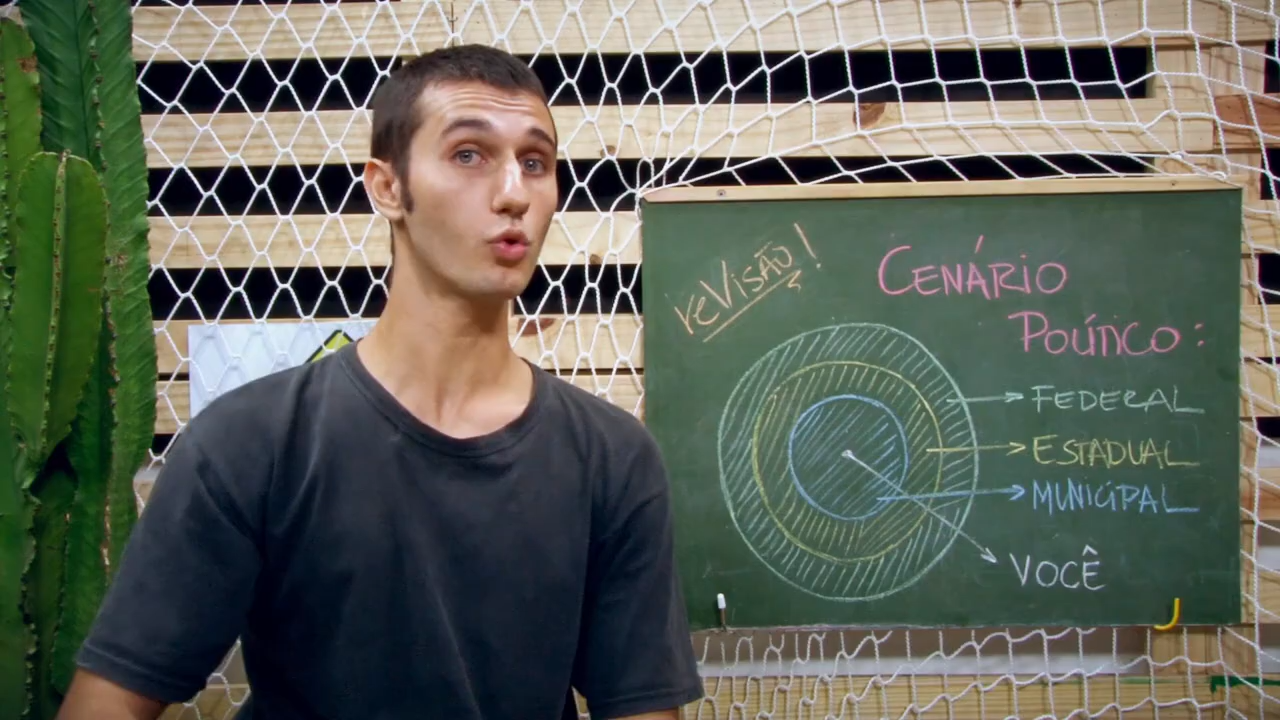 reVisão!
CENÁRIO
POLÍTICO:
FEDERAL
ESTADUAL
MUNICIPAL
VOCÊ